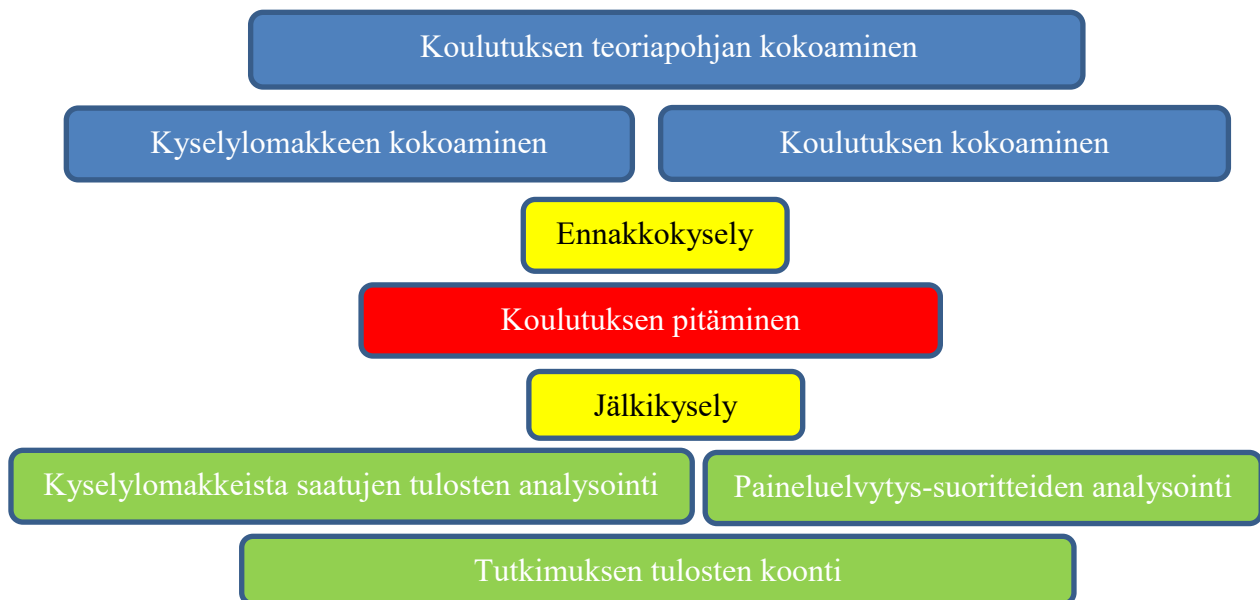 Koulutuksen teoriapohjan kokoaminen
Kyselylomakkeen kokoaminen
Koulutuksen kokoaminen
Ennakkokysely
Koulutuksen pitäminen
Jälkikysely
Kyselylomakkeista saatujen tulosten analysointi
Paineluelvytys-suoritteiden analysointi
Tutkimuksen tulosten koonti